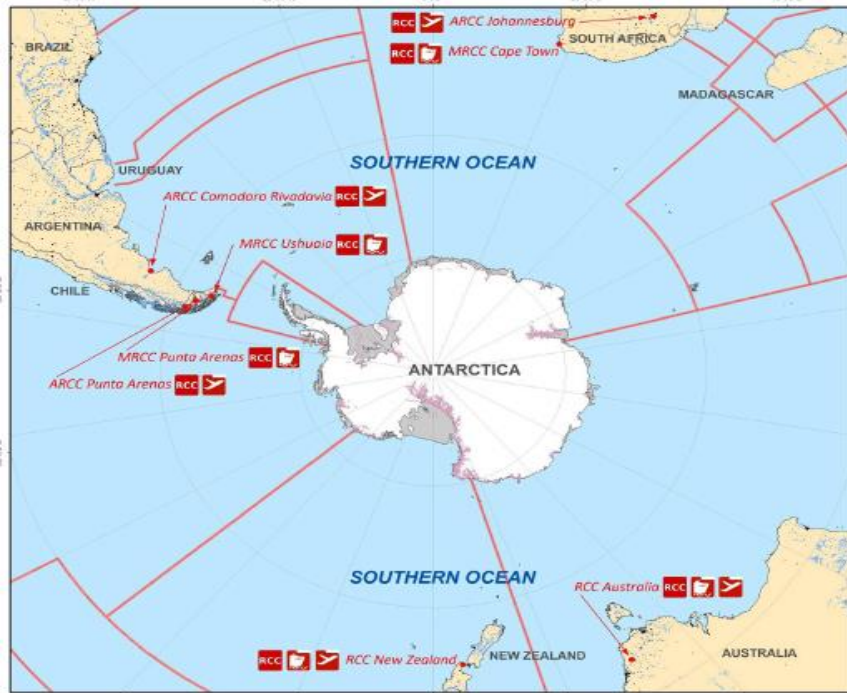 RCC ARCC Johannesburg
BRAZIL
SOUTH AFRICA
RCC MRCC Cape Town
MADAGASCAR
SOUTHERN OCEAN
URUGUAY
ARCC Comodoro Rivadavia RCC
ARGENTINA
MRCC Ushuaia RCC
CHILE
MRCC Punta Arenas RCC
ANTARCTICA
ARCC Punta Arenas RCC
SOUTHERN OCEAN
RCC Australia RCC
RCC RCC New Zealand
NEW ZEALAND
AUSTRALIA